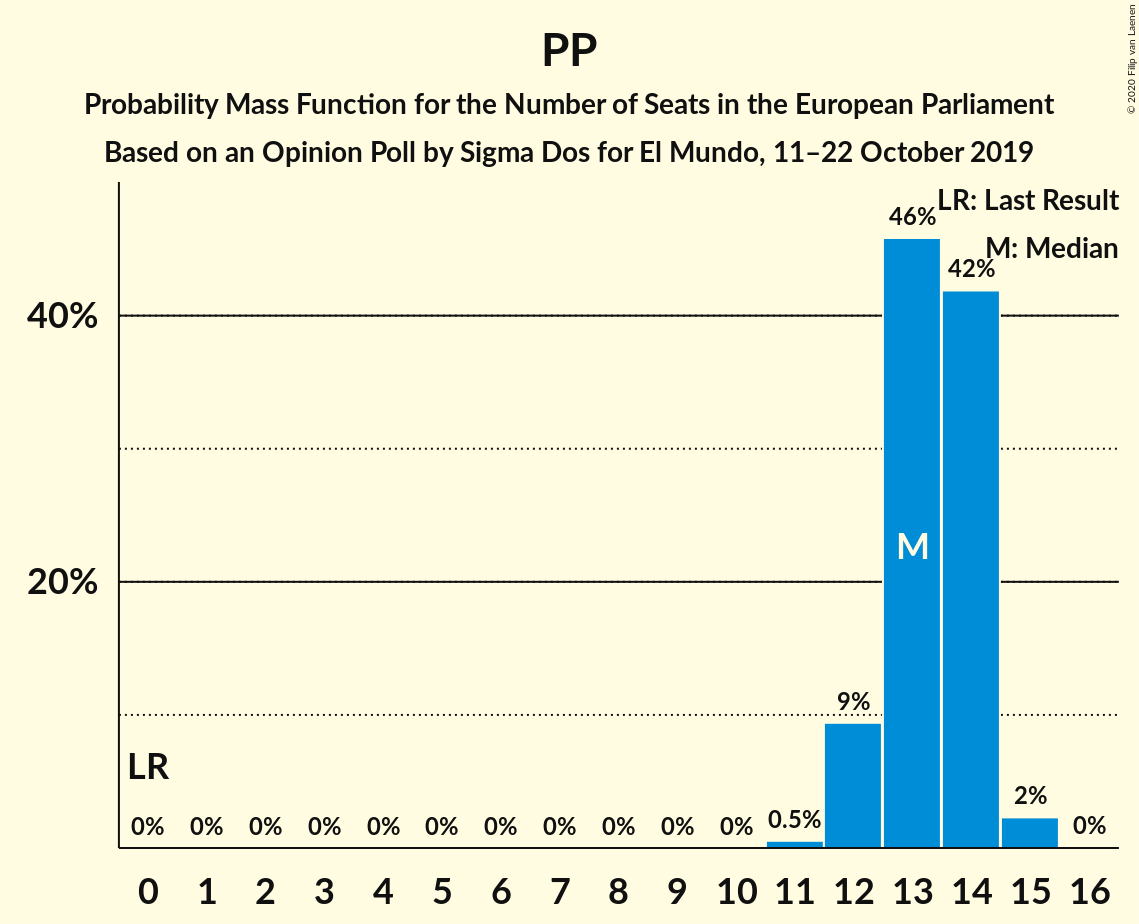 PP
Probability Mass Function for the Number of Seats in the European Parliament
Based on an Opinion Poll by Sigma Dos for El Mundo, 11–22 October 2019
© 2020 Filip van Laenen
LR: Last Result
M: Median
40%
20%
LR
M
0% 0% 0% 0% 0% 0% 0% 0% 0% 0% 0% 0.5% 9% 46% 42% 2% 0%
0 1 2 3 4 5 6 7 8 9 10 11 12 13 14 15 16